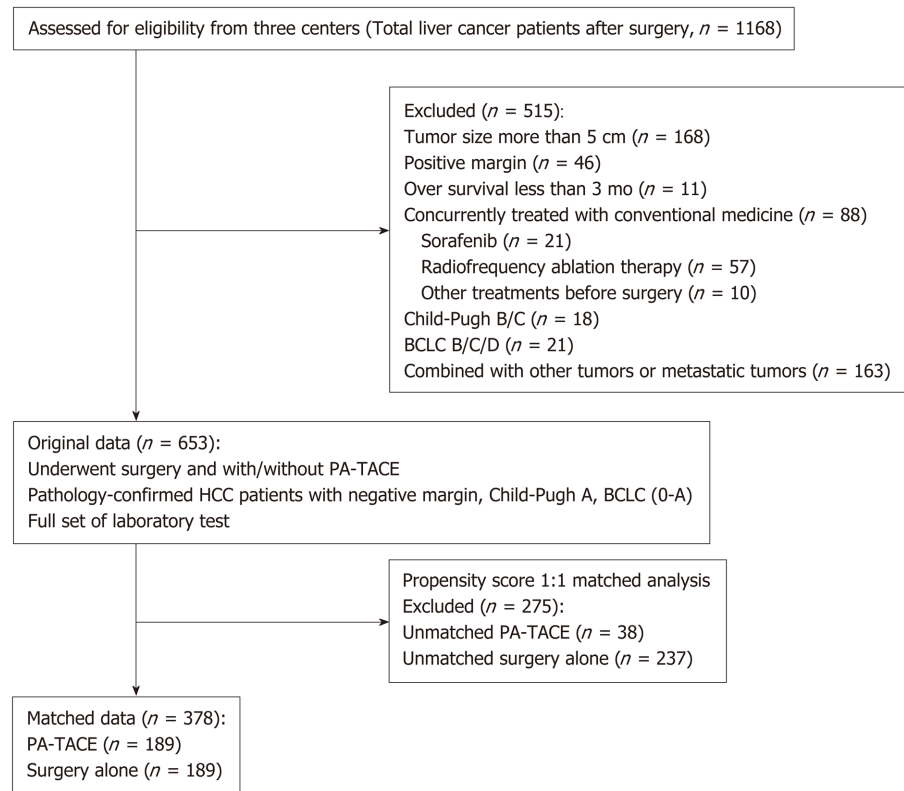 Assessed for eligibility from three centers (Total liver cancer patients after surgery, n = 1168)
Excluded (n = 515):
Tumor size more than 5 cm (n = 168)
Positive margin (n = 46)
Over survival less than 3 mo (n = 11)
Concurrently treated with conventional medicine (n = 88)
Sorafenib (n = 21)
Radiofrequency ablation therapy (n = 57)
Other treatments before surgery (n = 10)
Child-Pugh B/C (n = 18)
BCLC B/C/D (n = 21)
Combined with other tumors or metastatic tumors (n = 163)
Original data (n = 653):
Underwent surgery and with/without PA-TACE
Pathology-confirmed HCC patients with negative margin, Child-Pugh A, BCLC (0-A)
Full set of laboratory test
Propensity score 1:1 matched analysis
Excluded (n = 275):
Unmatched PA-TACE (n = 38)
Unmatched surgery alone (n = 237)
Matched data (n = 378):
PA-TACE (n = 189)
Surgery alone (n = 189)